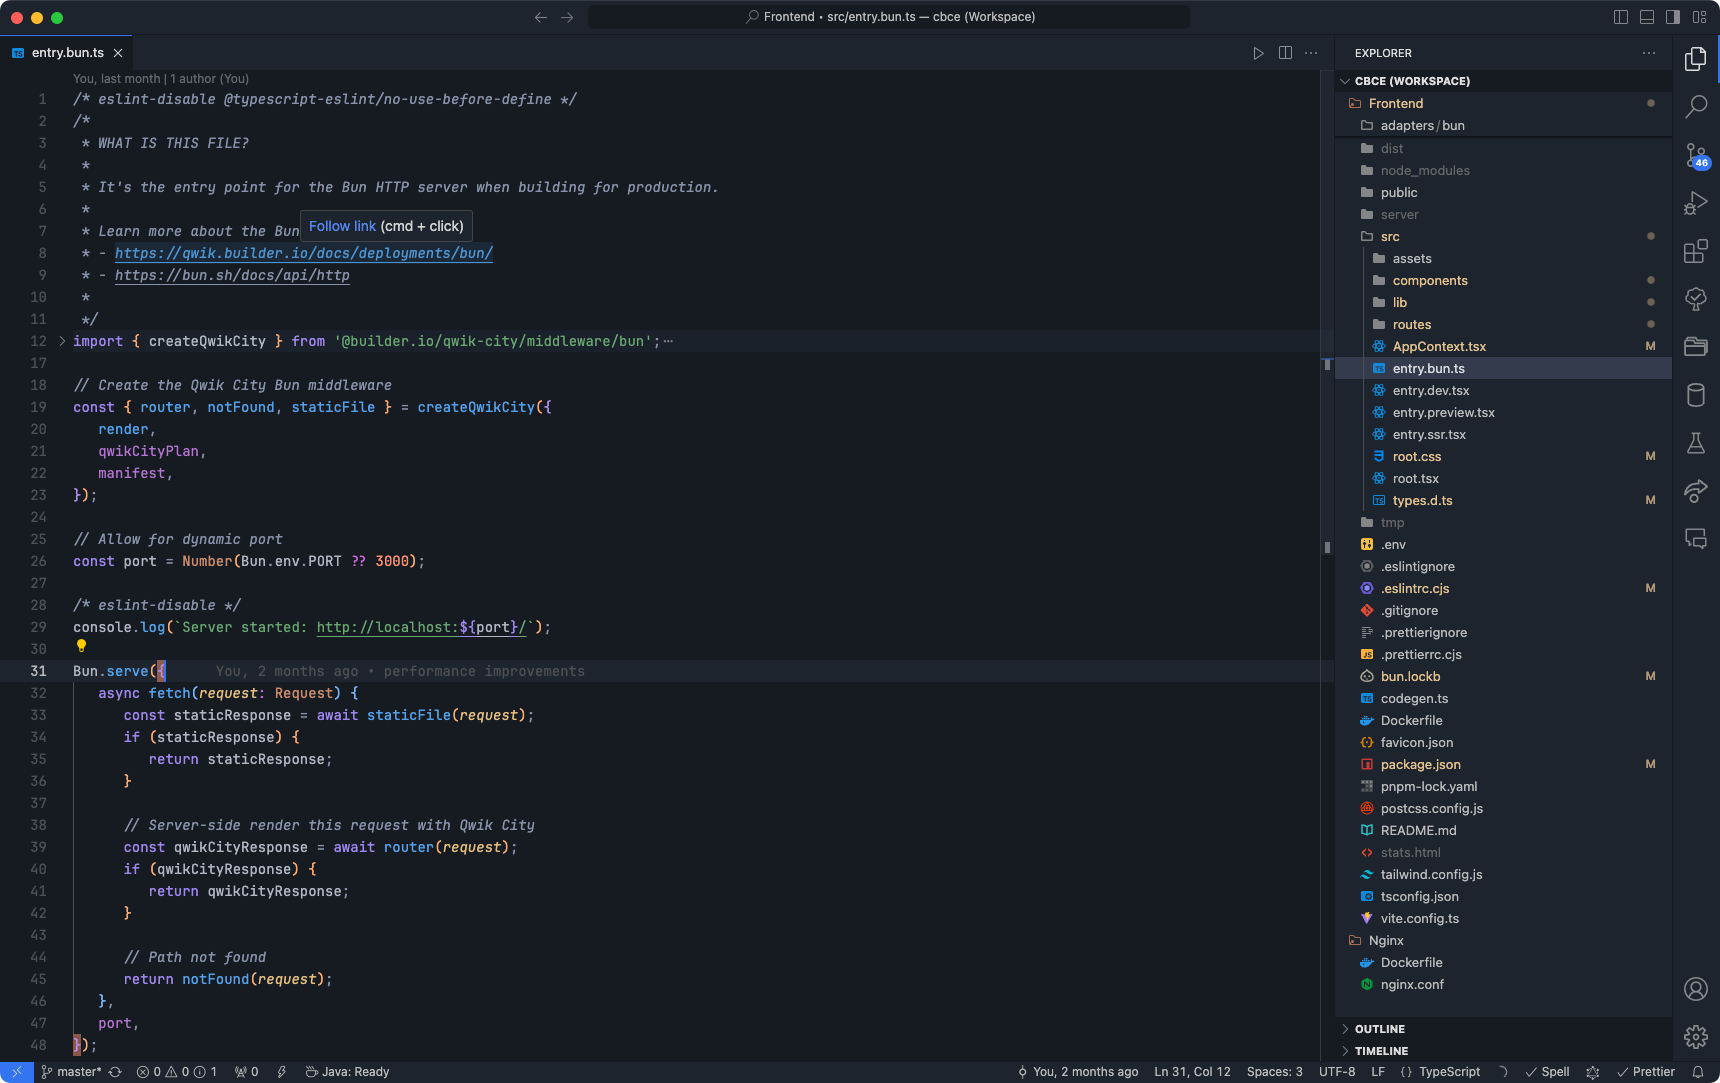 Frontend • src/entry.bun.ts — cbce (Workspace)
TS entry.bun.ts
You, last month | 1 author (You)
1 /* eslint-disable @typescript-eslint/no-use-before-define */
2 /*
3 * WHAT IS THIS FILE?
4 *
5 * It's the entry point for the Bun HTTP server when building for production.
6 *
7 * Learn more about the Bun
Follow link (cmd + click)
8 * - https://qwik.builder.io/docs/deployments/bun/
9 * - https://bun.sh/docs/api/http
10 *
11 */
12 import { createQwikCity } from '@builder.io/qwik-city/middleware/bun';⋯
17
18 // Create the Qwik City Bun middleware
19 const { router, notFound, staticFile } = createQwikCity({
20 render,
21 qwikCityPlan,
22 manifest,
23 });
24
25 // Allow for dynamic port
26 const port = Number(Bun.env.PORT ?? 3000);
27
28 /* eslint-disable */
29 console.log(`Server started: http://localhost:${port}/`);
30
31 Bun.serve({ You, 2 months ago • performance improvements
32 async fetch(request: Request) {
33 const staticResponse = await staticFile(request);
34 if (staticResponse) {
35 return staticResponse;
36 }
37
38 // Server-side render this request with Qwik City
39 const qwikCityResponse = await router(request);
40 if (qwikCityResponse) {
41 return qwikCityResponse;
42 }
43
44 // Path not found
45 return notFound(request);
46 },
47 port,
48 });
EXPLORER
CBCE (WORKSPACE)
Frontend
adapters/bun
dist
node_modules
public
server
src
assets
components
lib
routes
AppContext.tsx M
TS entry.bun.ts
entry.dev.tsx
entry.preview.tsx
entry.ssr.tsx
root.css M
root.tsx
TS types.d.ts M
tmp
.env
.eslintignore
.eslintrc.cjs M
.gitignore
.prettierignore
JS .prettierrc.cjs
bun.lockb M
TS codegen.ts
Dockerfile
favicon.json
package.json M
pnpm-lock.yaml
postcss.config.js
README.md
stats.html
tailwind.config.js
tsconfig.json
vite.config.ts
Nginx
Dockerfile
nginx.conf
OUTLINE
TIMELINE
46
master* 0 0 1 0 Java: Ready
You, 2 months ago Ln 31, Col 12 Spaces: 3 UTF-8 LF {} TypeScript Spell Prettier